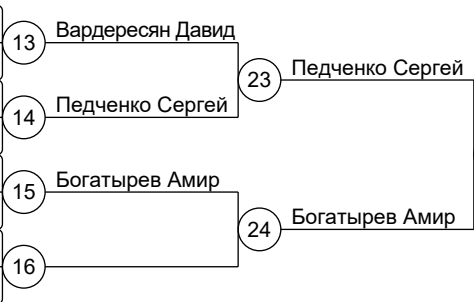 13 Вардересян Давид
23 Педченко Сергей
14 Педченко Сергей
15 Богатырев Амир
24 Богатырев Амир
16